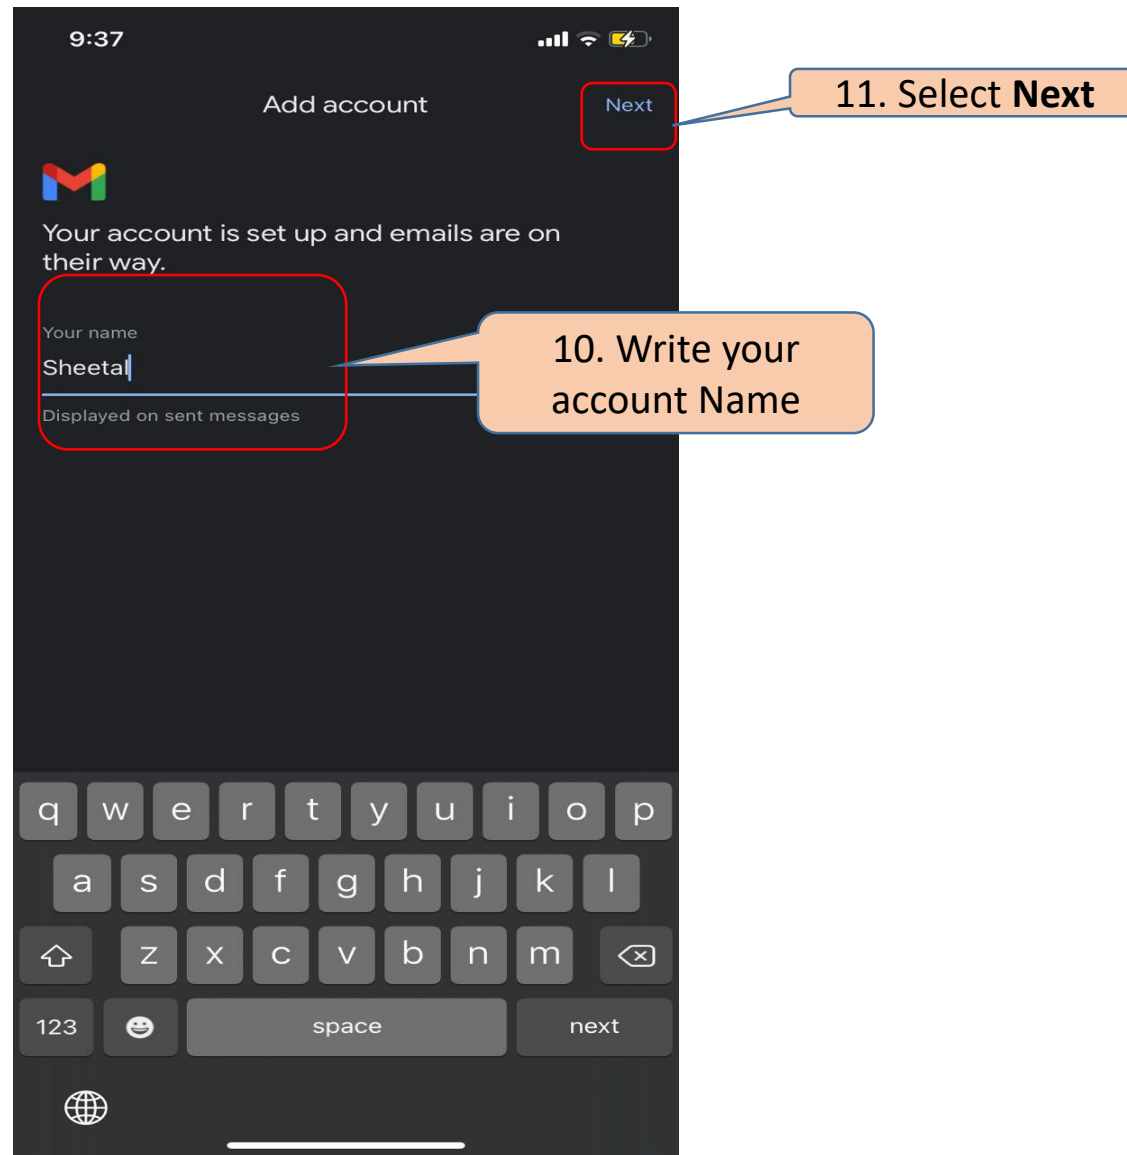 9:37
Add account
Next
11. Select Next
Your account is set up and emails are on
their way.
Your name
Sheetal
Displayed on sent messages
10. Write your
account Name
q w e r t y u i o p
a s d f g h j k l
z x c v b n m
123 space next